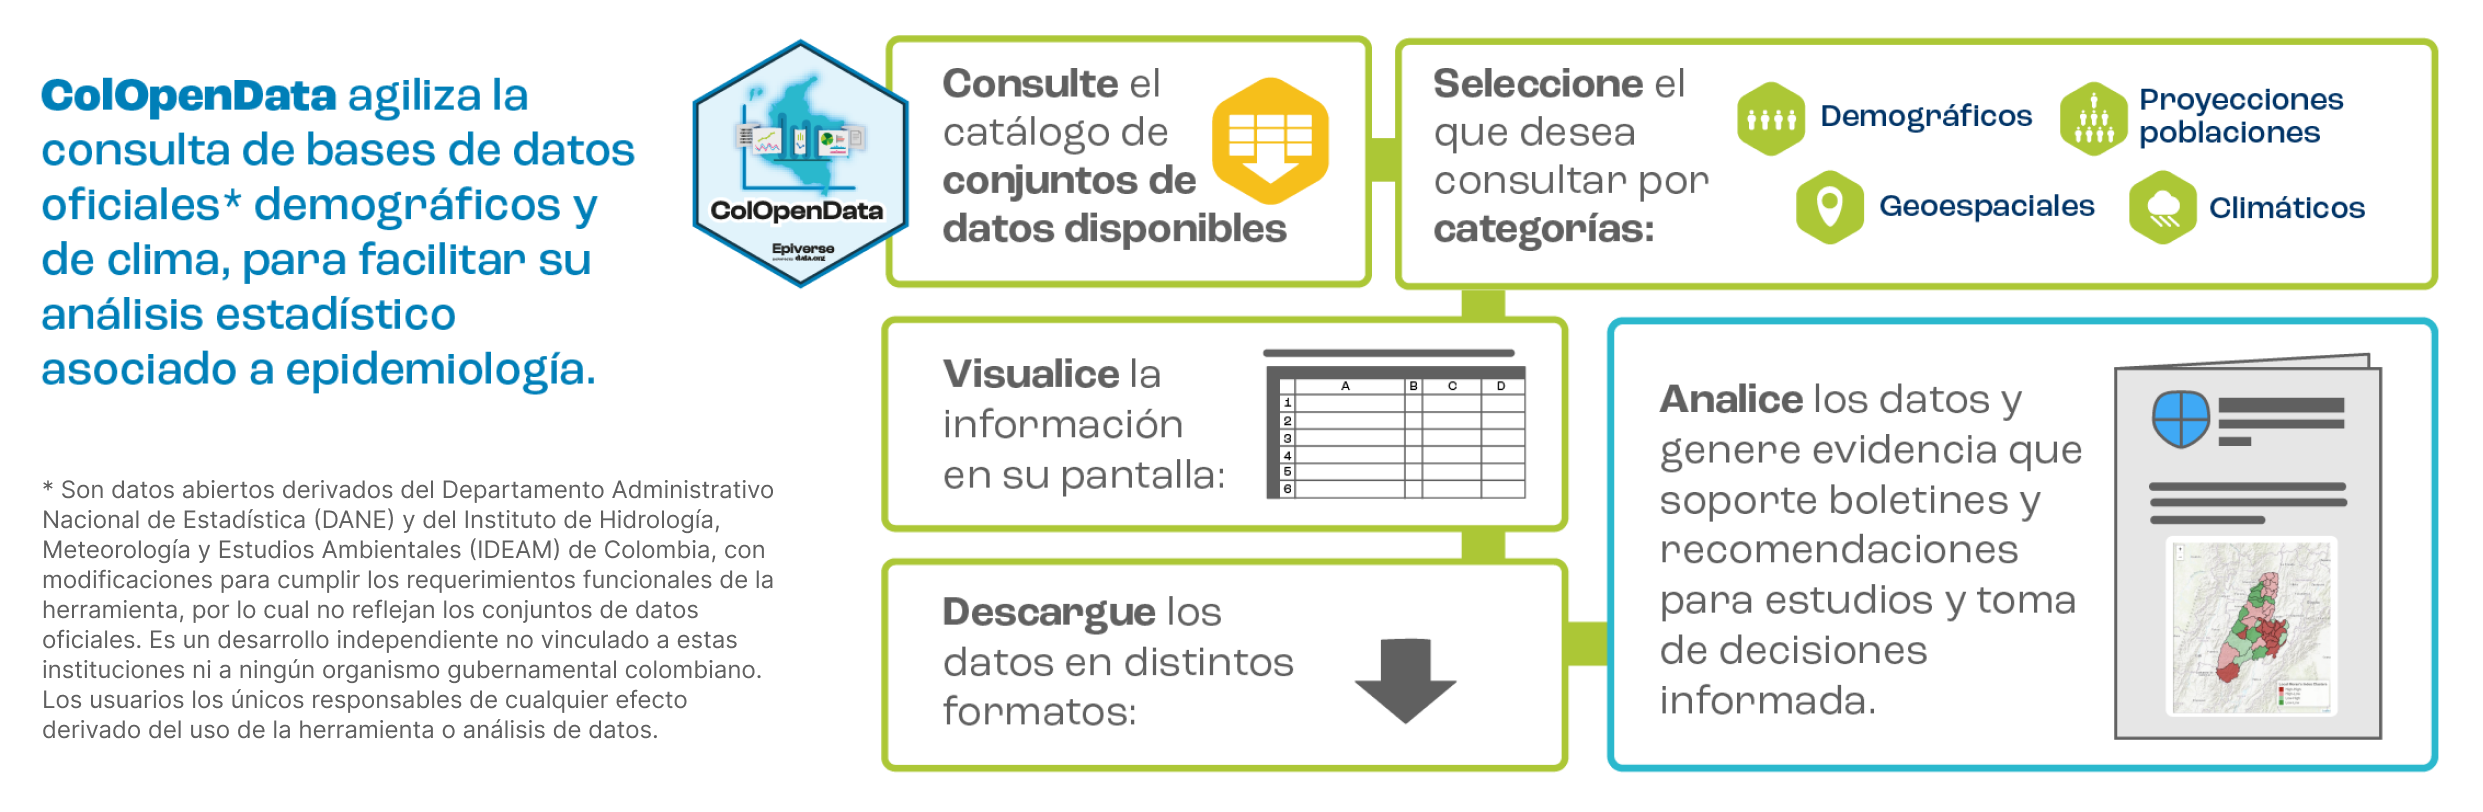 ColOpenData agiliza la
consulta de bases de datos
oficiales* demográficos y
de clima, para facilitar su
análisis estadístico
asociado a epidemiología.
* Son datos abiertos derivados del Departamento Administrativo
Nacional de Estadística (DANE) y del Instituto de Hidrología,
Meteorología y Estudios Ambientales (IDEAM) de Colombia, con
modificaciones para cumplir los requerimientos funcionales de la
herramienta, por lo cual no reflejan los conjuntos de datos
oficiales. Es un desarrollo independiente no vinculado a estas
instituciones ni a ningún organismo gubernamental colombiano.
Los usuarios los únicos responsables de cualquier efecto
derivado del uso de la herramienta o análisis de datos.
ColOpenData
Epiverse
powered by data.org
Consulte el
catálogo de
conjuntos de
datos disponibles
Seleccione el
que desea
consultar por
categorías:
Demográficos
Proyecciones
poblaciones
Geoespaciales
Climáticos
Visualice la
información
en su pantalla:
A B C D
1
2
3
4
5
6
Descargue los
datos en distintos
formatos:
Analice los datos y
genere evidencia que
soporte boletines y
recomendaciones
para estudios y toma
de decisiones
informada.